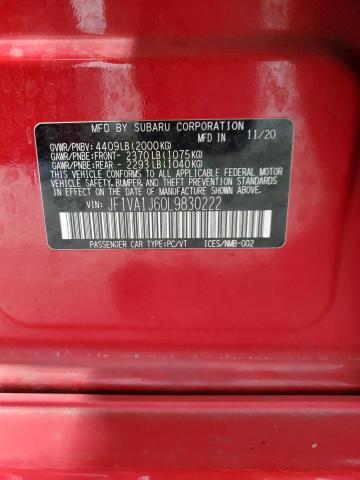 MFD BY SUBARU CORPORATION
MFD IN 11/20
GVWR/PNBV: 4409LB(2000KG)
GAWR/PNBE:FRONT- 2370LB(1075KG)
GAWR/PNBE:REAR - 2293LB(1040KG)
THIS VEHICLE CONFORMS TO ALL APPLICABLE FEDERAL MOTOR VEHICLE
SAFETY, BUMPER, AND THEFT PREVENTION STANDARDS IN EFFECT ON THE
DATE OF MANUFACTURE SHOWN ABOVE.
VIN: JF1VA1J60L9830222
PASSENGER CAR TYPE:PC/VT ICES/NMB-002